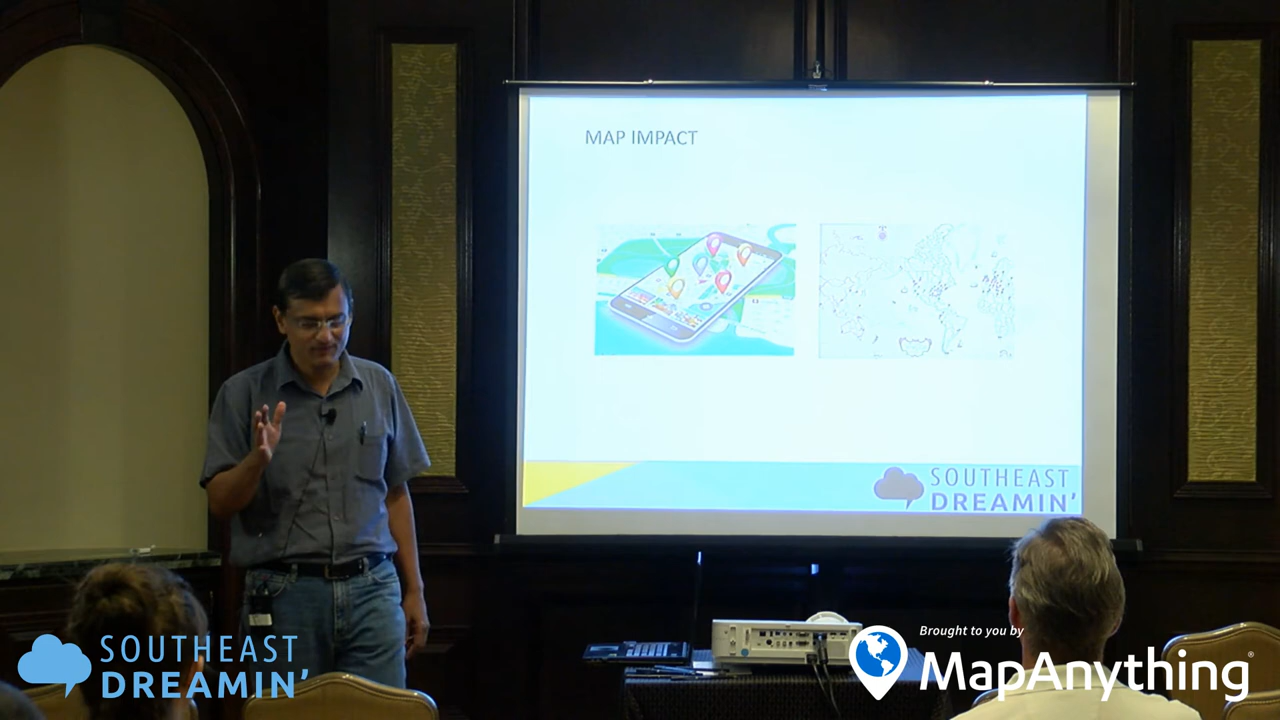 MAP IMPACT
SOUTHEAST
DREAMIN'
SOUTHEAST
DREAMIN'
Brought to you by
MapAnything®